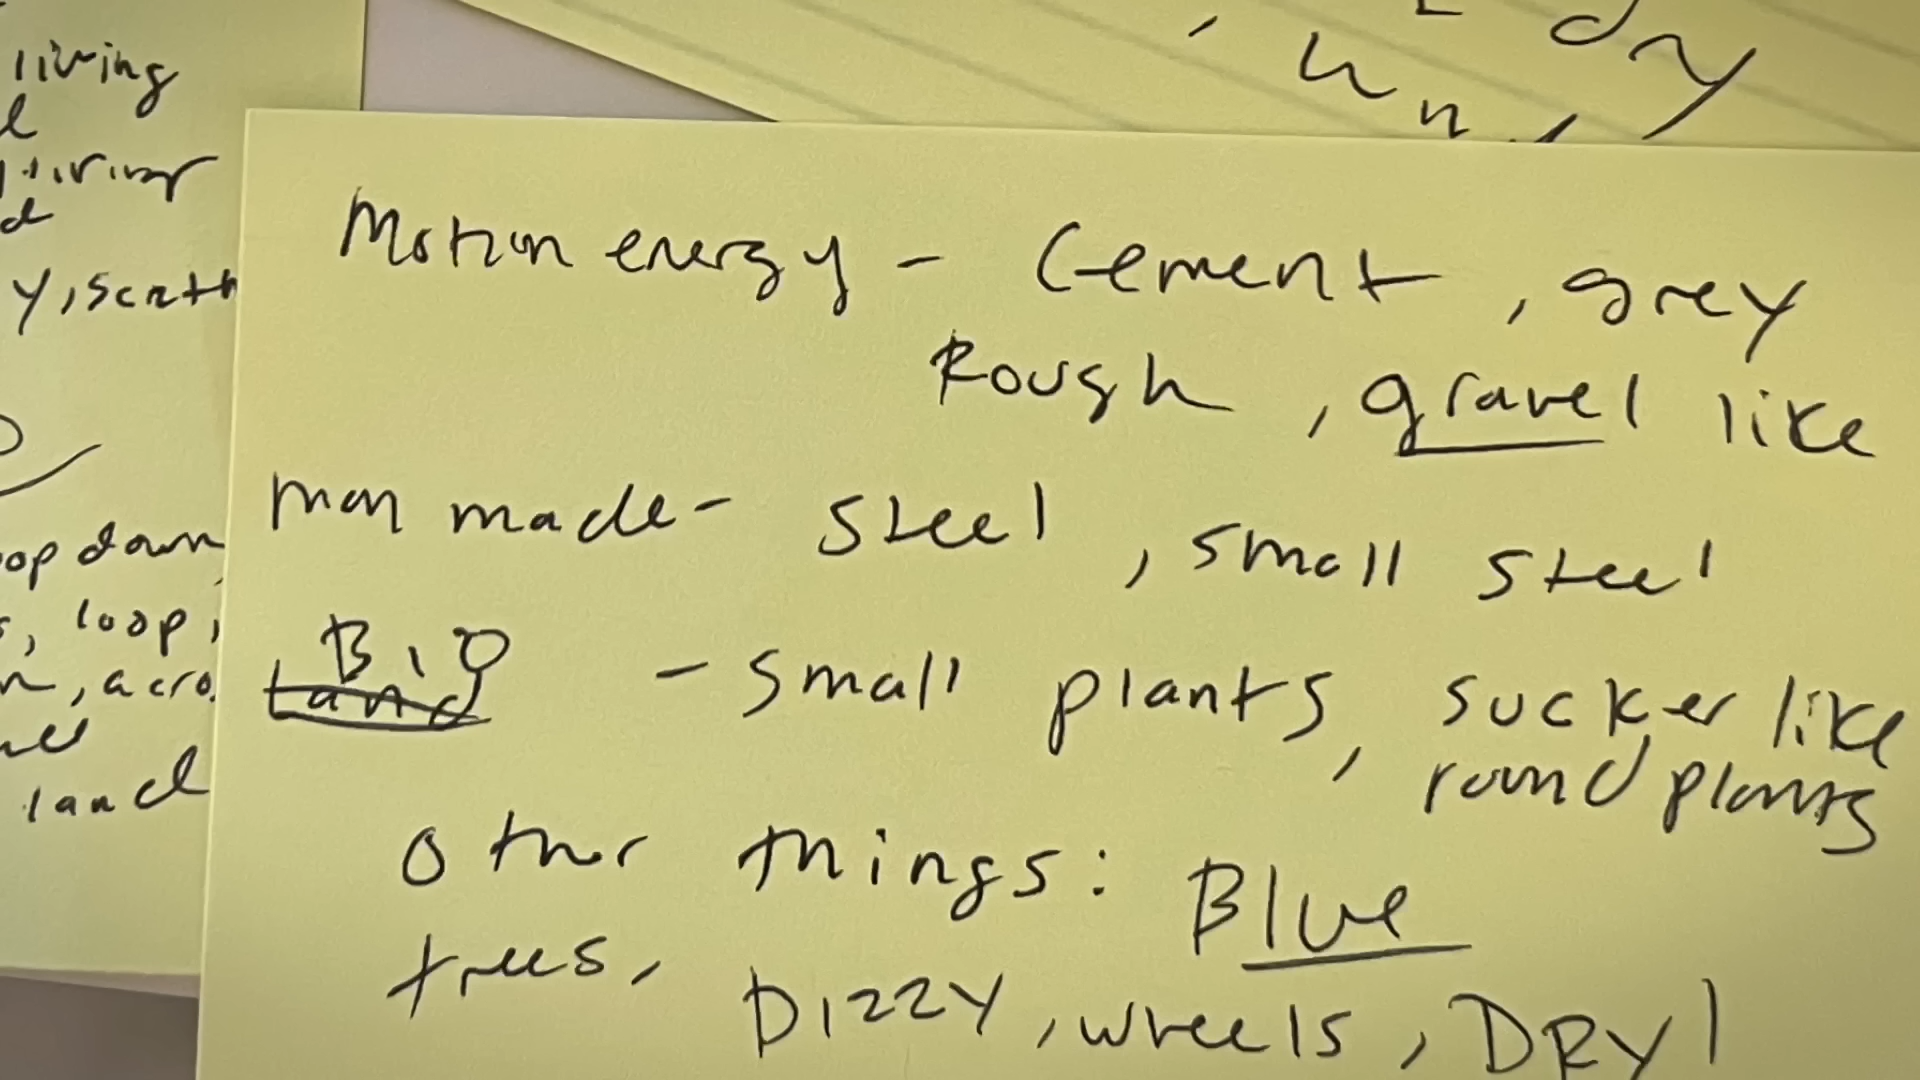 living
y, scatt
op down
loop
, acro
land
dry
Motion energy - Cement, grey
Rough, gravel like
man made - steel, small steel
Bio
Land
- small plants, sucker like
round plants
other things: Blue
trees, DIZZY, wheels, DRY